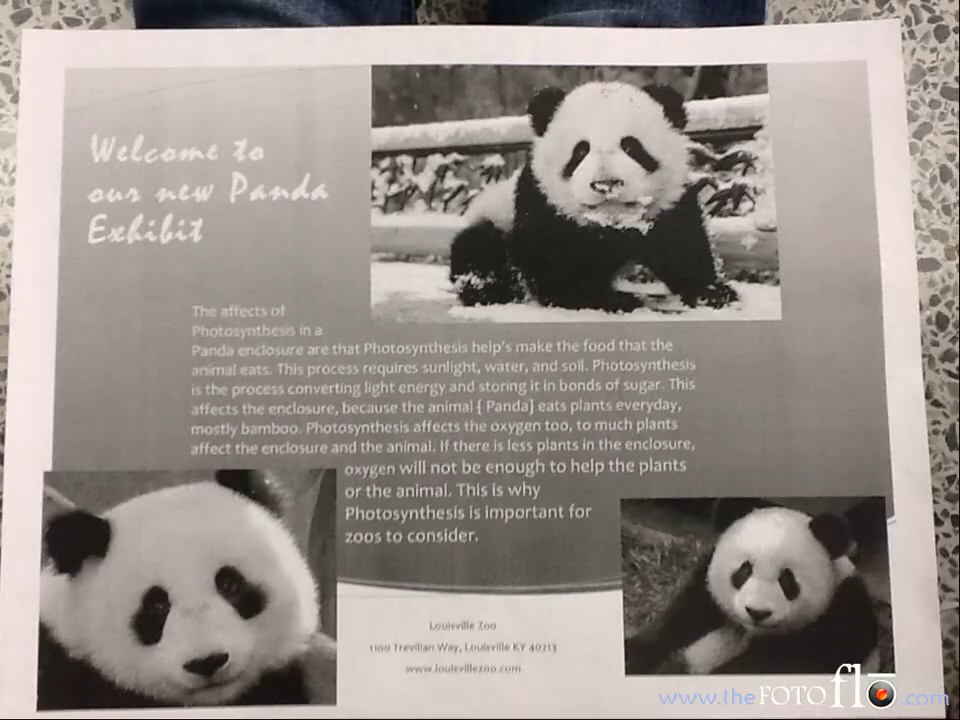 Welcome to
our new Panda
Exhibit
The affects of
Photosynthesis in a
Panda enclosure are that Photosynthesis help's make the food that the
animal eats. This process requires sunlight, water, and soil. Photosynthesis
is the process converting light energy and storing it in bonds of sugar. This
affects the enclosure, because the animal { Panda] eats plants everyday,
mostly bamboo. Photosynthesis affects the oxygen too, to much plants
affect the enclosure and the animal. If there is less plants in the enclosure,
oxygen will not be enough to help the plants
or the animal. This is why
Photosynthesis is important for
zoos to consider.
Louisville Zoo
1100 Trevilian Way, Louisville KY 40213
www.louisvillezoo.com
www.theFOTOflō.com